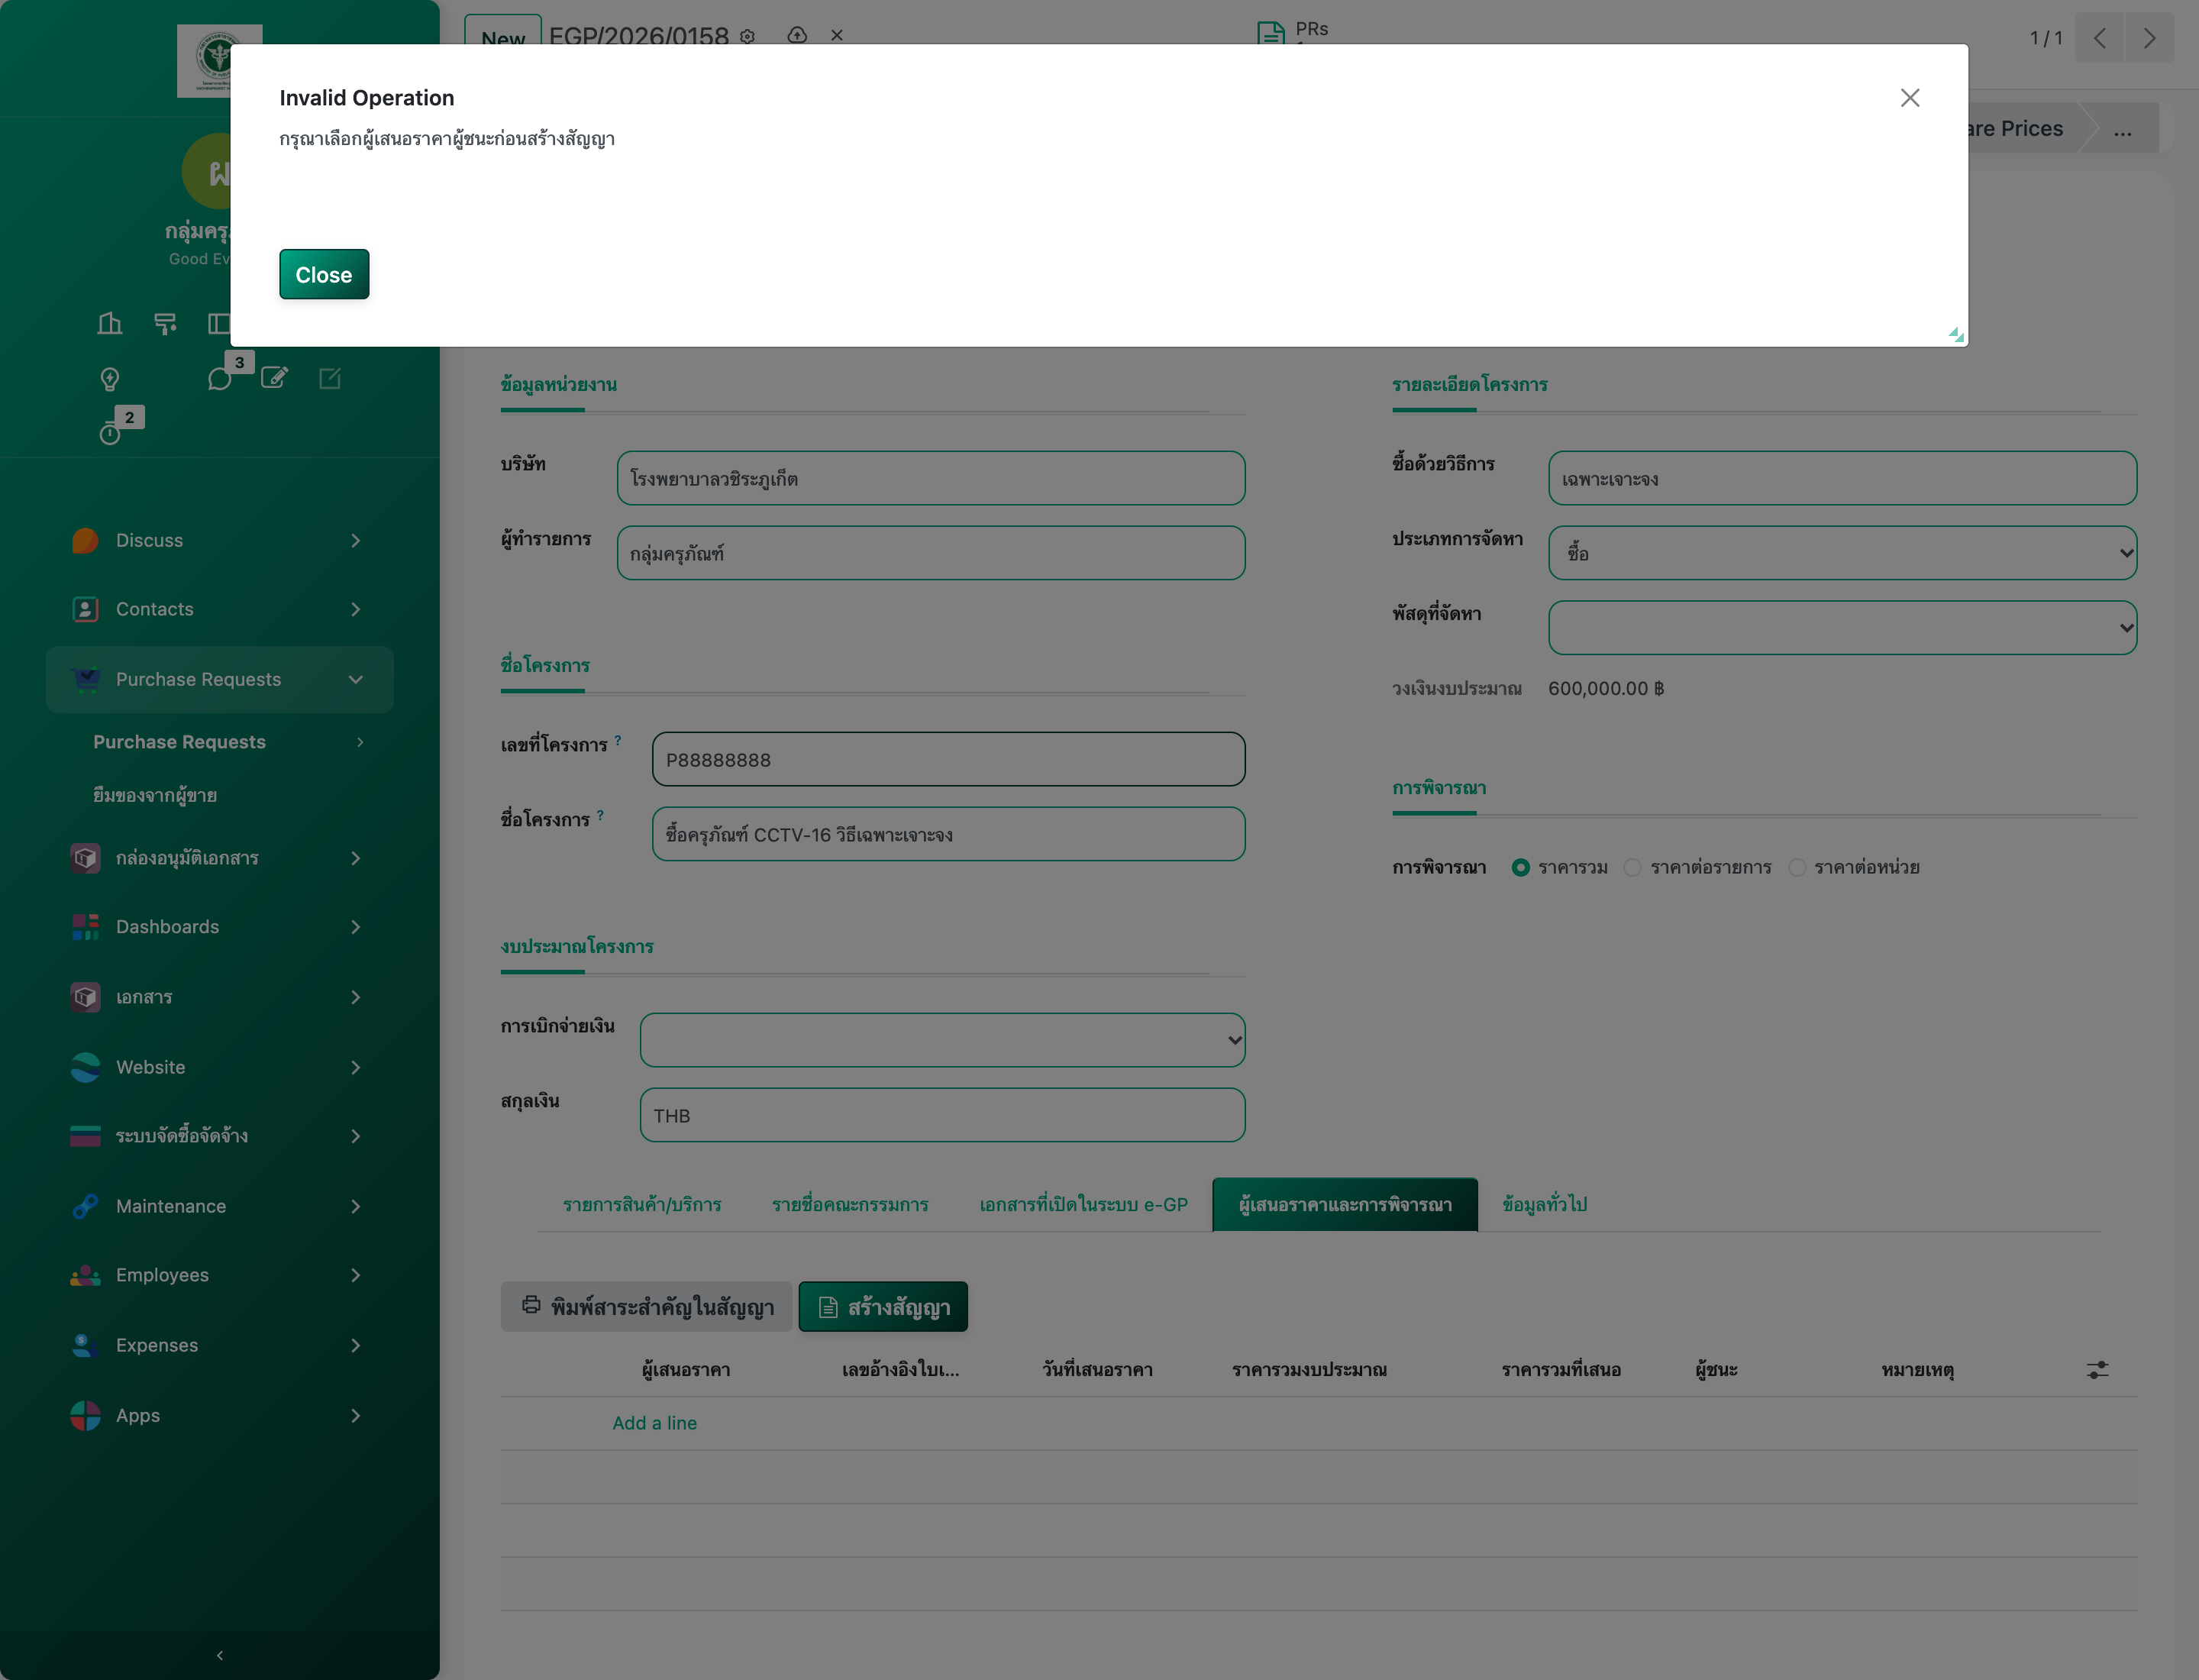 New
EGP/2026/0158
PRs
1 / 1
Invalid Operation
กรุณาเลือกผู้เสนอราคาผู้ชนะก่อนสร้างสัญญา
Close
are Prices
...
ผ
กลุ่มครุ
Good Ev
3
2
Discuss
Contacts
Purchase Requests
Purchase Requests
ยืมของจากผู้ขาย
กล่องอนุมัติเอกสาร
Dashboards
เอกสาร
Website
ระบบจัดซื้อจัดจ้าง
Maintenance
Employees
Expenses
Apps
ข้อมูลหน่วยงาน
บริษัท
โรงพยาบาลวชิระภูเก็ต
ผู้ทำรายการ
กลุ่มครุภัณฑ์
ชื่อโครงการ
เลขที่โครงการ ?
P88888888
ชื่อโครงการ ?
ซื้อครุภัณฑ์ CCTV-16 วิธีเฉพาะเจาะจง
งบประมาณโครงการ
การเบิกจ่ายเงิน
สกุลเงิน
THB
รายละเอียดโครงการ
ซื้อด้วยวิธีการ
เฉพาะเจาะจง
ประเภทการจัดหา
ซื้อ
พัสดุที่จัดหา
วงเงินงบประมาณ 600,000.00 ฿
การพิจารณา
การพิจารณา ราคารวม ราคาต่อรายการ ราคาต่อหน่วย
รายการสินค้า/บริการ รายชื่อคณะกรรมการ เอกสารที่เปิดในระบบ e-GP ผู้เสนอราคาและการพิจารณา ข้อมูลทั่วไป
พิมพ์สาระสำคัญในสัญญา สร้างสัญญา
ผู้เสนอราคา เลขอ้างอิงใบเ... วันที่เสนอราคา ราคารวมงบประมาณ ราคารวมที่เสนอ ผู้ชนะ หมายเหตุ
Add a line